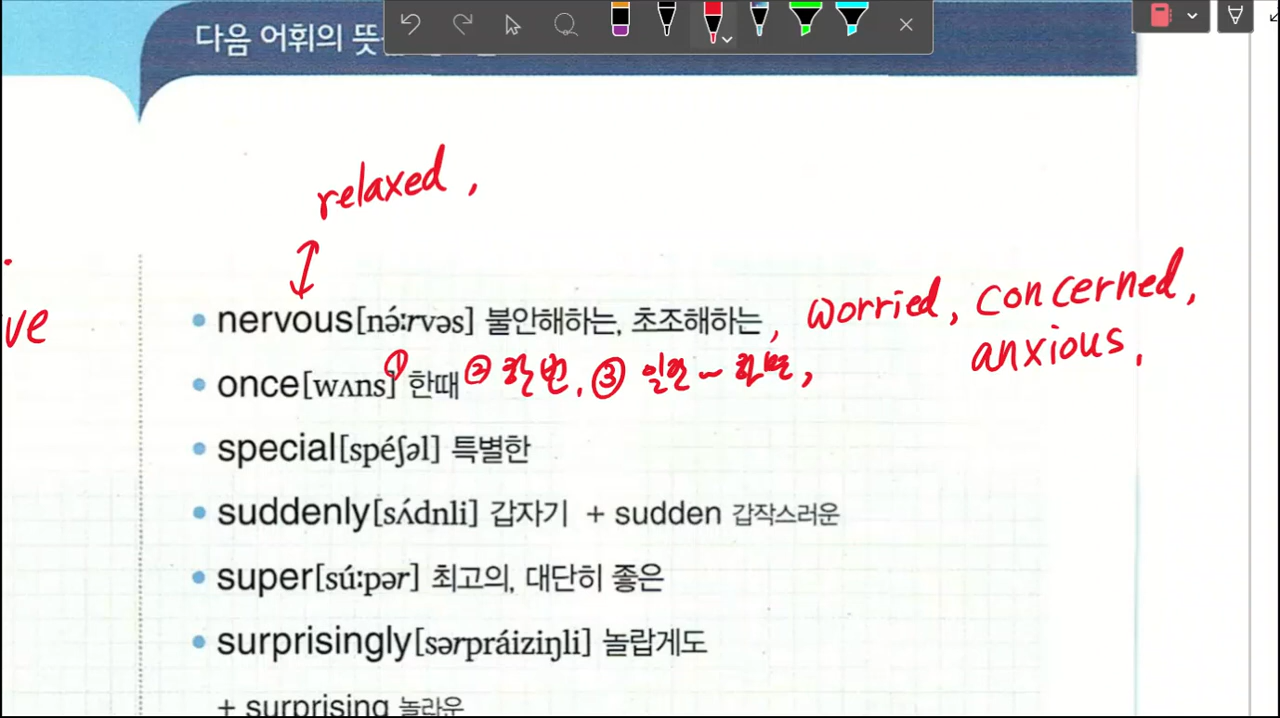 다음 어휘의 뜻
relaxed,
ve
nervous[nə́ːrvəs] 불안해하는, 초조해하는, worried, concerned,
anxious,
once[wʌns] ① 한때 ② 한번, ③ 일단 ~ 하면,
special[spéʃəl] 특별한
suddenly[sʌ́dnli] 갑자기 + sudden 갑작스러운
super[súːpər] 최고의, 대단히 좋은
surprisingly[sərpráiziŋli] 놀랍게도
+ surprising 놀라운